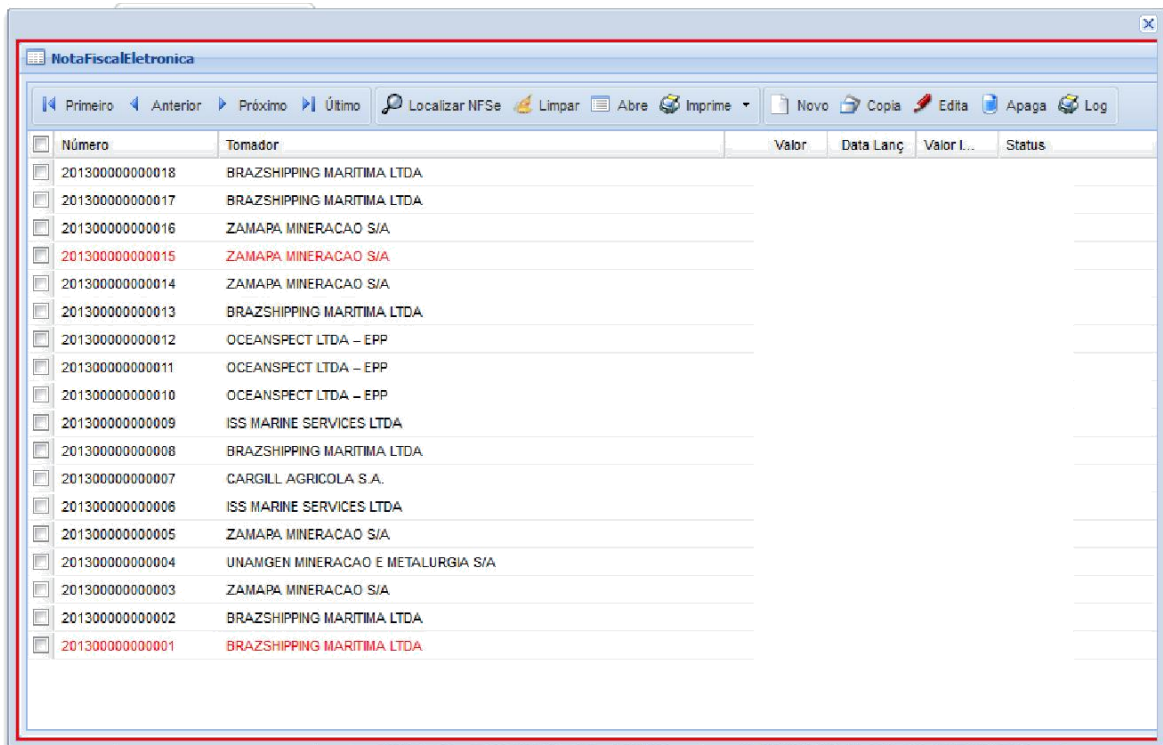 NotaFiscalEletronica
Primeiro Anterior Próximo Último Localizar NFSe Limpar Abre Imprime Novo Copia Edita Apaga Log
Número Tomador Valor Data Lanç Valor I... Status
201300000000018 BRAZSHIPPING MARITIMA LTDA
201300000000017 BRAZSHIPPING MARITIMA LTDA
201300000000016 ZAMAPA MINERACAO S/A
201300000000015 ZAMAPA MINERACAO S/A
201300000000014 ZAMAPA MINERACAO S/A
201300000000013 BRAZSHIPPING MARITIMA LTDA
201300000000012 OCEANSPECT LTDA – EPP
201300000000011 OCEANSPECT LTDA – EPP
201300000000010 OCEANSPECT LTDA – EPP
201300000000009 ISS MARINE SERVICES LTDA
201300000000008 BRAZSHIPPING MARITIMA LTDA
201300000000007 CARGILL AGRICOLA S.A.
201300000000006 ISS MARINE SERVICES LTDA
201300000000005 ZAMAPA MINERACAO S/A
201300000000004 UNAMGEN MINERACAO E METALURGIA S/A
201300000000003 ZAMAPA MINERACAO S/A
201300000000002 BRAZSHIPPING MARITIMA LTDA
201300000000001 BRAZSHIPPING MARITIMA LTDA